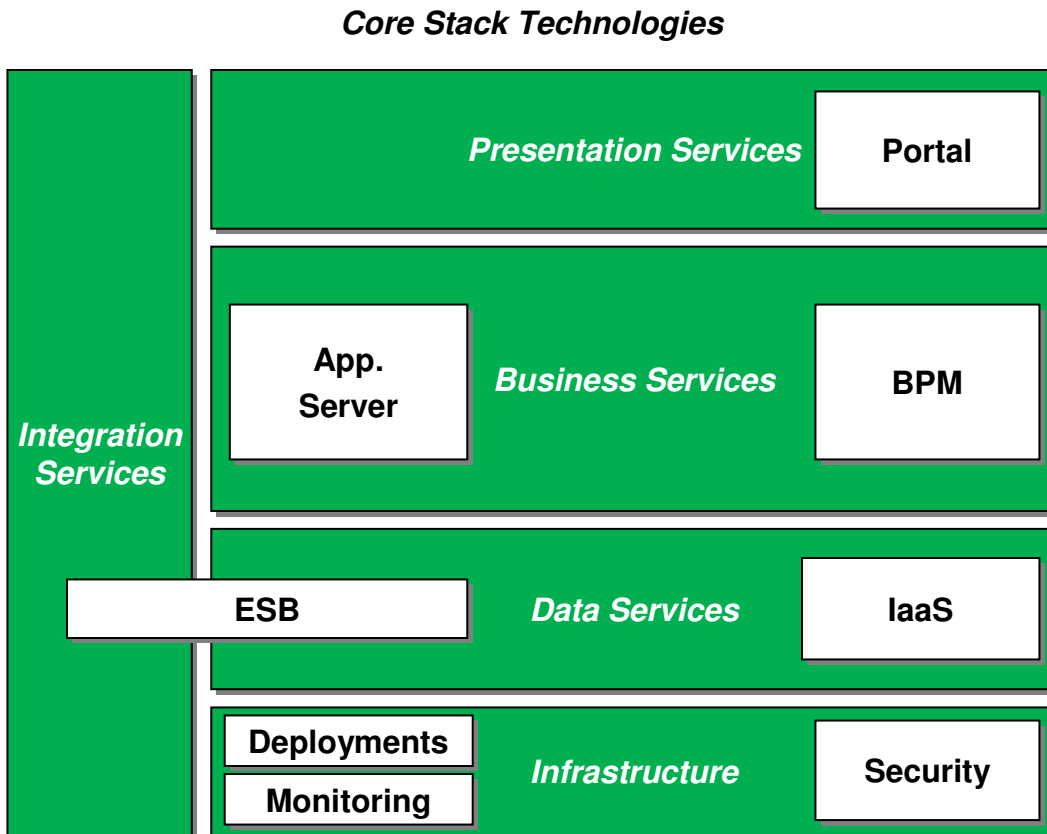 Core Stack Technologies
Presentation Services
Portal
App.
Server
Business Services
BPM
Integration
Services
ESB
Data Services
IaaS
Deployments
Monitoring
Infrastructure
Security